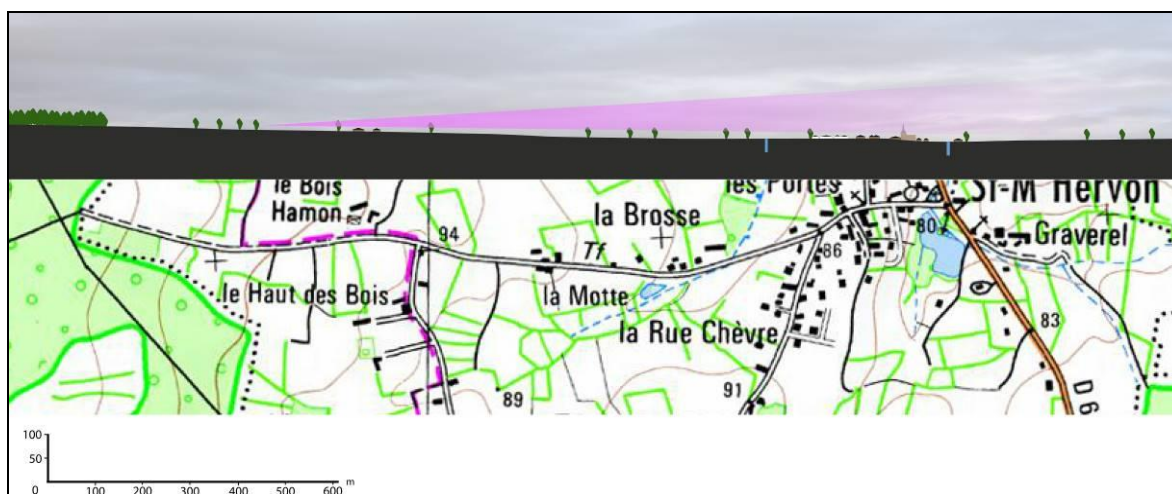 le Bois
Hamon
les Portes
St-M Hervon
la Brosse
94
Tf
80
Graverel
86
le Haut des Bois
la Motte
la Rue Chèvre
83
89
91
D 6
100
50
0
100
200
300
400
500
600
m